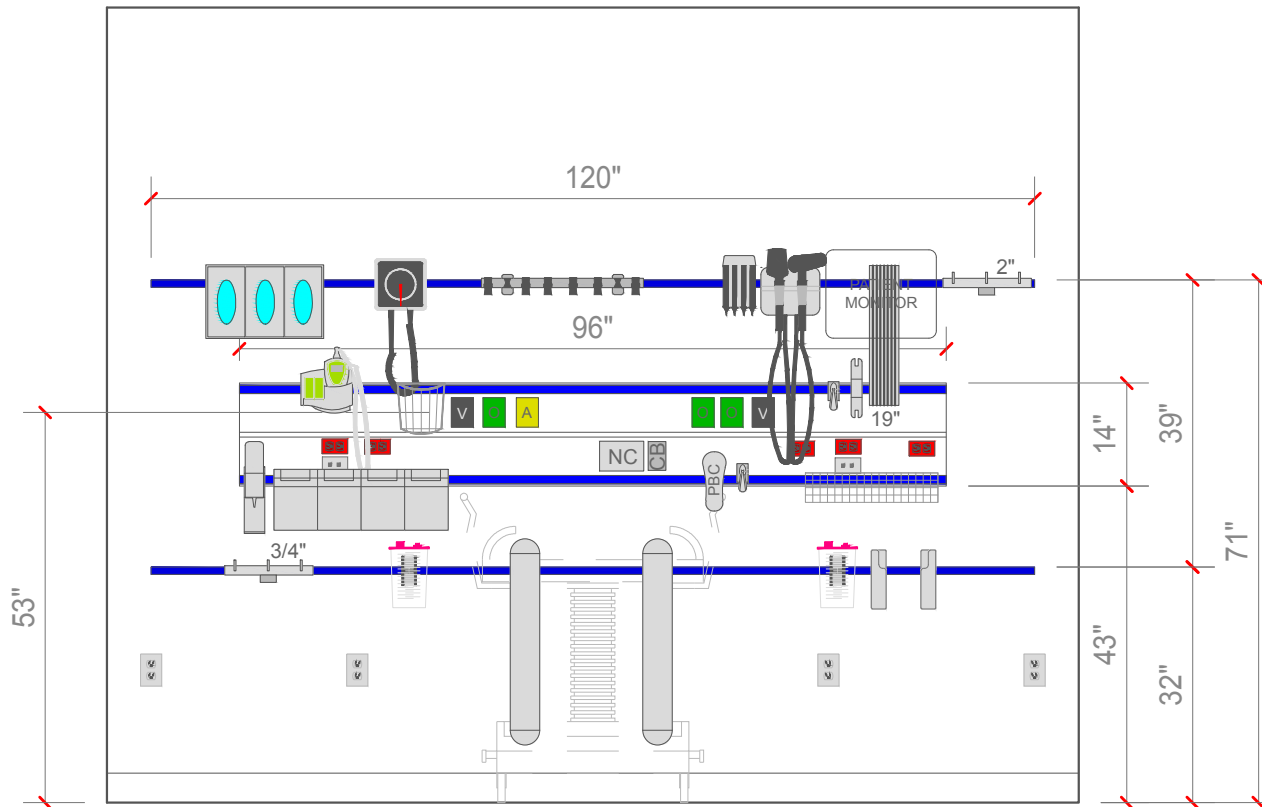 120"
2"
PATIENT
MONITOR
96"
19"
V
A
V
NC
CB
PBC
3/4"
53"
14"
39"
71"
43"
32"